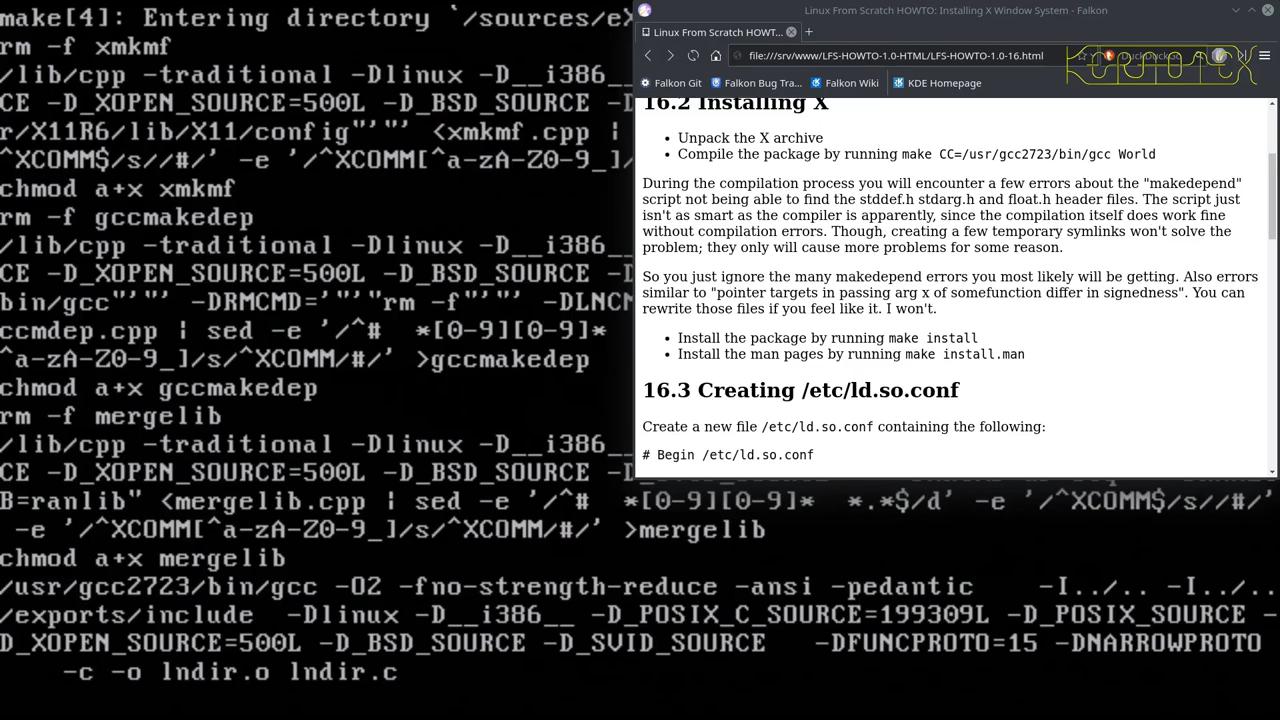 make[4]: Entering directory `/sources/eX
rm -f xmkmf
/lib/cpp -traditional -Dlinux -D__i386_
CE -D_XOPEN_SOURCE=500L -D_BSD_SOURCE -
r/X11R6/lib/X11/config"'"' <xmkmf.cpp |
^XCOMM$/s//#/' -e '/^XCOMM[^a-zA-Z0-9_]/
chmod a+x xmkmf
rm -f gccmakedep
/lib/cpp -traditional -Dlinux -D__i386_
CE -D_XOPEN_SOURCE=500L -D_BSD_SOURCE -
bin/gcc"'"' -DRMCMD='"'"rm -f"'"' -DLNCM
ccmdep.cpp | sed -e '/^# *[0-9][0-9]*
^a-zA-Z0-9_]/s/^XCOMM/#/' >gccmakedep
chmod a+x gccmakedep
rm -f mergelib
/lib/cpp -traditional -Dlinux -D__i386_
CE -D_XOPEN_SOURCE=500L -D_BSD_SOURCE -
B=ranlib" <mergelib.cpp | sed -e '/^# *[0-9][0-9]* *.*$/d' -e '/^XCOMM$/s//#/'
-e '/^XCOMM[^a-zA-Z0-9_]/s/^XCOMM/#/' >mergelib
chmod a+x mergelib
/usr/gcc2723/bin/gcc -O2 -fno-strength-reduce -ansi -pedantic -I../.. -I../..
/exports/include -Dlinux -D__i386__ -D_POSIX_C_SOURCE=199309L -D_POSIX_SOURCE -
D_XOPEN_SOURCE=500L -D_BSD_SOURCE -D_SVID_SOURCE -DFUNCPROTO=15 -DNARROWPROTO
-c -o lndir.o lndir.c
Linux From Scratch HOWTO: Installing X Window System - Falkon
Linux From Scratch HOWT...
file:///srv/www/LFS-HOWTO-1.0-HTML/LFS-HOWTO-1.0-16.html
Falkon Git Falkon Bug Tra... Falkon Wiki KDE Homepage
16.2 Installing X
• Unpack the X archive
• Compile the package by running make CC=/usr/gcc2723/bin/gcc World
During the compilation process you will encounter a few errors about the "makedepend"
script not being able to find the stddef.h stdarg.h and float.h header files. The script just
isn't as smart as the compiler is apparently, since the compilation itself does work fine
without compilation errors. Though, creating a few temporary symlinks won't solve the
problem; they only will cause more problems for some reason.
So you just ignore the many makedepend errors you most likely will be getting. Also errors
similar to "pointer targets in passing arg x of somefunction differ in signedness". You can
rewrite those files if you feel like it. I won't.
• Install the package by running make install
• Install the man pages by running make install.man
16.3 Creating /etc/ld.so.conf
Create a new file /etc/ld.so.conf containing the following:
# Begin /etc/ld.so.conf